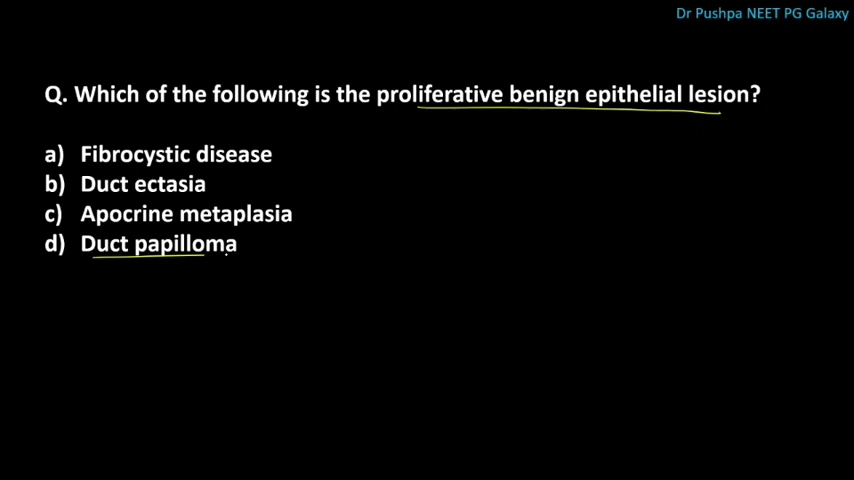 Dr Pushpa NEET PG Galaxy
Q. Which of the following is the proliferative benign epithelial lesion?
a) Fibrocystic disease
b) Duct ectasia
c) Apocrine metaplasia
d) Duct papilloma